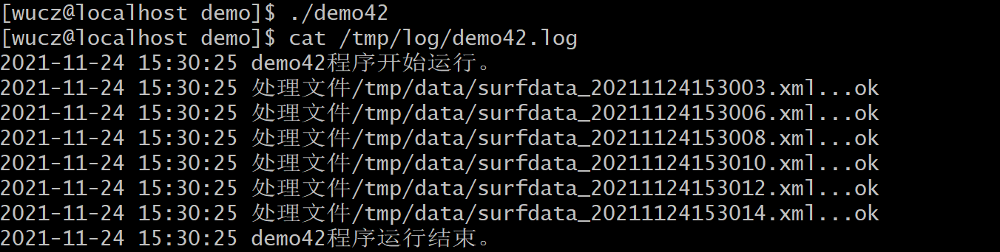 [wucz@localhost demo]$ ./demo42
[wucz@localhost demo]$ cat /tmp/log/demo42.log
2021-11-24 15:30:25 demo42程序开始运行。
2021-11-24 15:30:25 处理文件/tmp/data/surfdata_20211124153003.xml...ok
2021-11-24 15:30:25 处理文件/tmp/data/surfdata_20211124153006.xml...ok
2021-11-24 15:30:25 处理文件/tmp/data/surfdata_20211124153008.xml...ok
2021-11-24 15:30:25 处理文件/tmp/data/surfdata_20211124153010.xml...ok
2021-11-24 15:30:25 处理文件/tmp/data/surfdata_20211124153012.xml...ok
2021-11-24 15:30:25 处理文件/tmp/data/surfdata_20211124153014.xml...ok
2021-11-24 15:30:25 demo42程序运行结束。